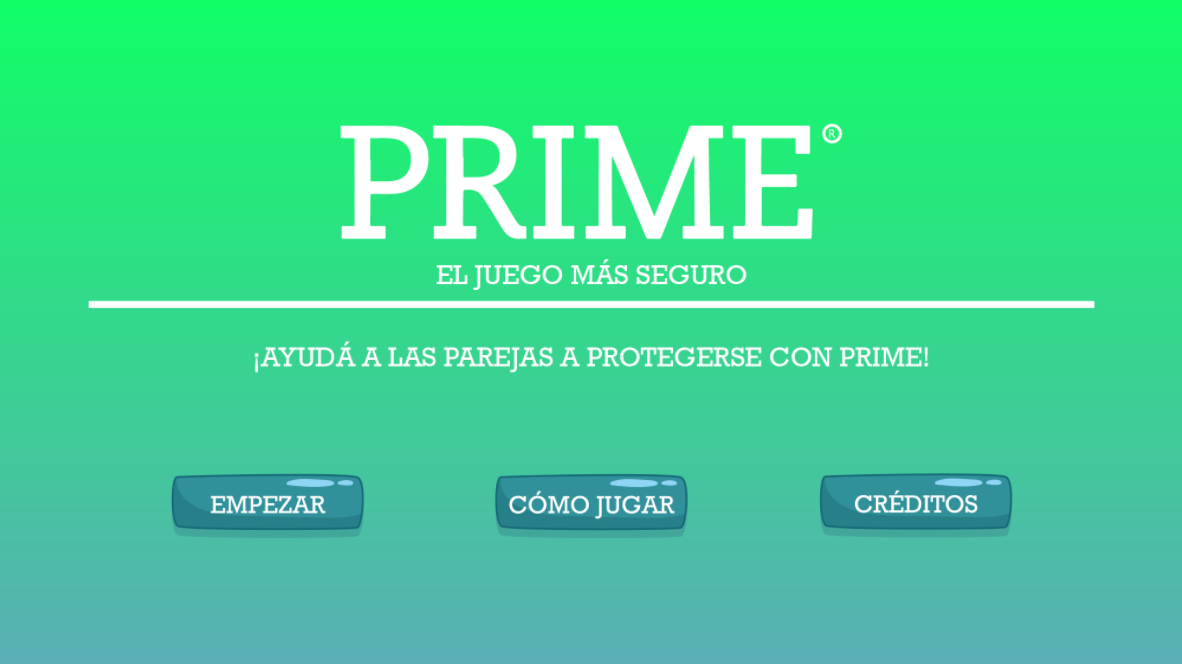 PRIME®
EL JUEGO MÁS SEGURO
¡AYUDÁ A LAS PAREJAS A PROTEGERSE CON PRIME!
EMPEZAR
CÓMO JUGAR
CRÉDITOS